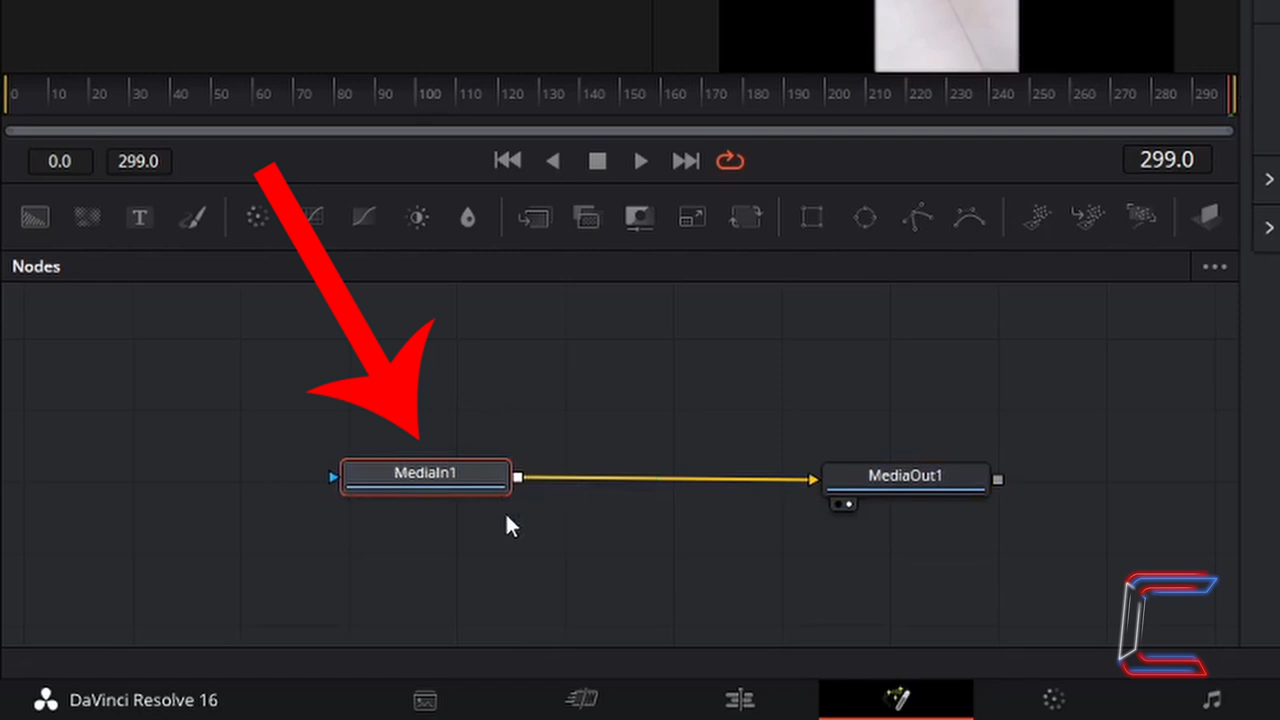 0 10 20 30 40 50 60 70 80 90 100 110 120 130 140 150 160 170 180 190 200 210 220 230 240 250 260 270 280 290
0.0 299.0 299.0
T
Nodes
MediaIn1 MediaOut1
DaVinci Resolve 16